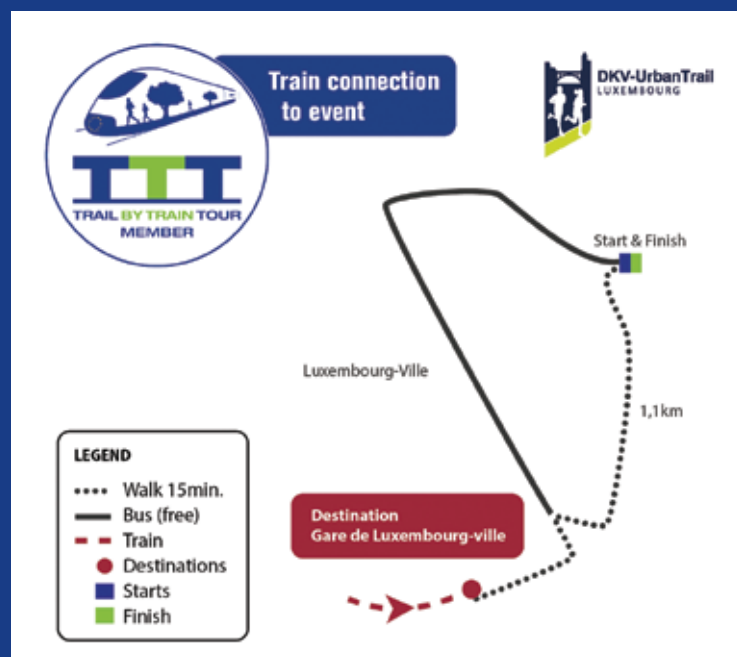 Train connection
to event
DKV-UrbanTrail
LUXEMBOURG
TTT
TRAIL BY TRAIN TOUR
MEMBER
Start & Finish
Luxembourg-Ville
1,1km
LEGEND
Walk 15min.
Bus (free)
Train
Destinations
Starts
Finish
Destination
Gare de Luxembourg-ville